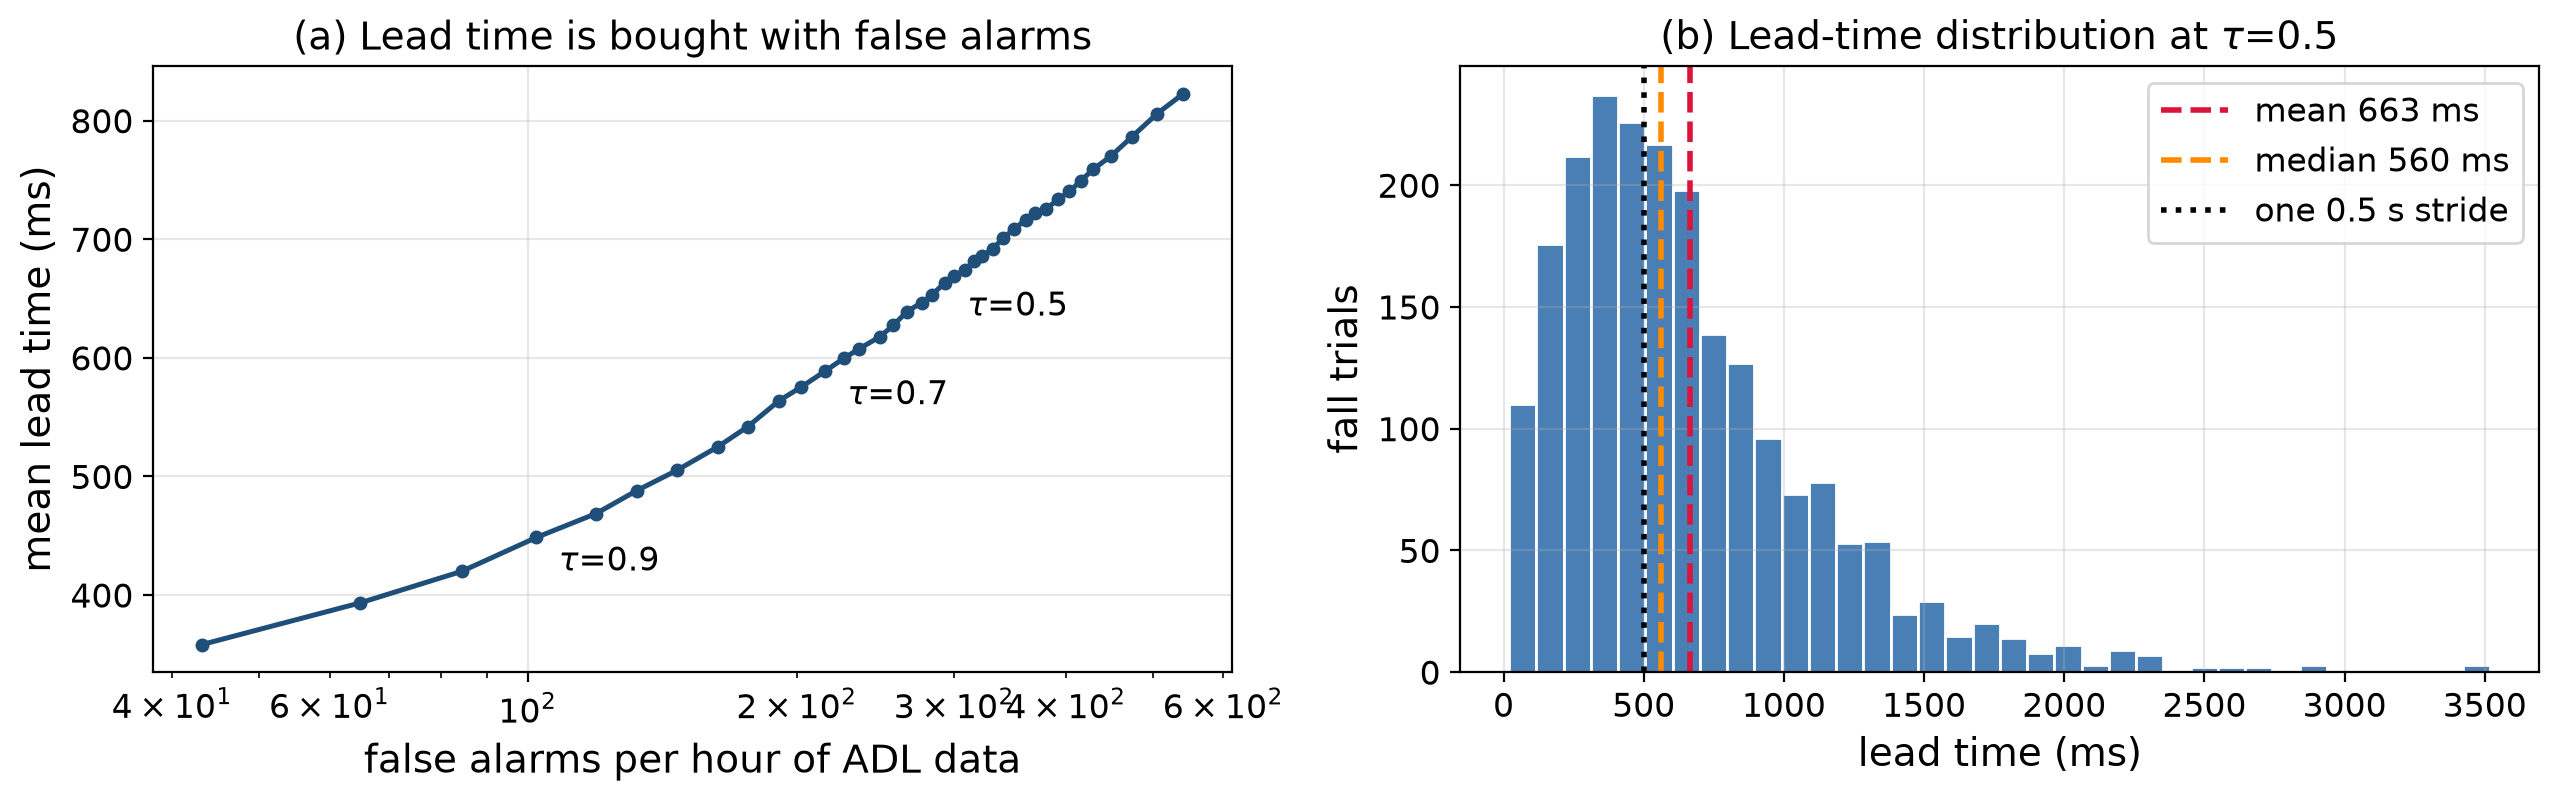 (a) Lead time is bought with false alarms
mean lead time (ms)
800
700
600
500
400
τ=0.5
τ=0.7
τ=0.9
4 × 10¹
6 × 10¹
10²
2 × 10²
3 × 10²
4 × 10²
6 × 10²
false alarms per hour of ADL data
(b) Lead-time distribution at τ=0.5
fall trials
200
150
100
50
0
mean 663 ms
median 560 ms
one 0.5 s stride
0
500
1000
1500
2000
2500
3000
3500
lead time (ms)